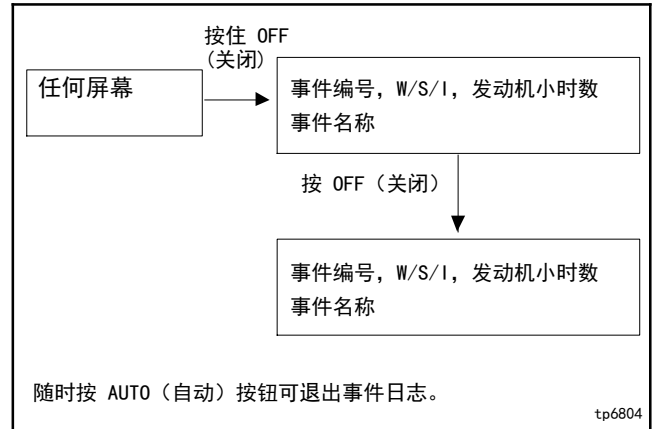 按住 OFF
(关闭)
任何屏幕
事件编号，W/S/I，发动机小时数
事件名称
按 OFF（关闭）
事件编号，W/S/I，发动机小时数
事件名称
随时按 AUTO（自动）按钮可退出事件日志。
tp6804